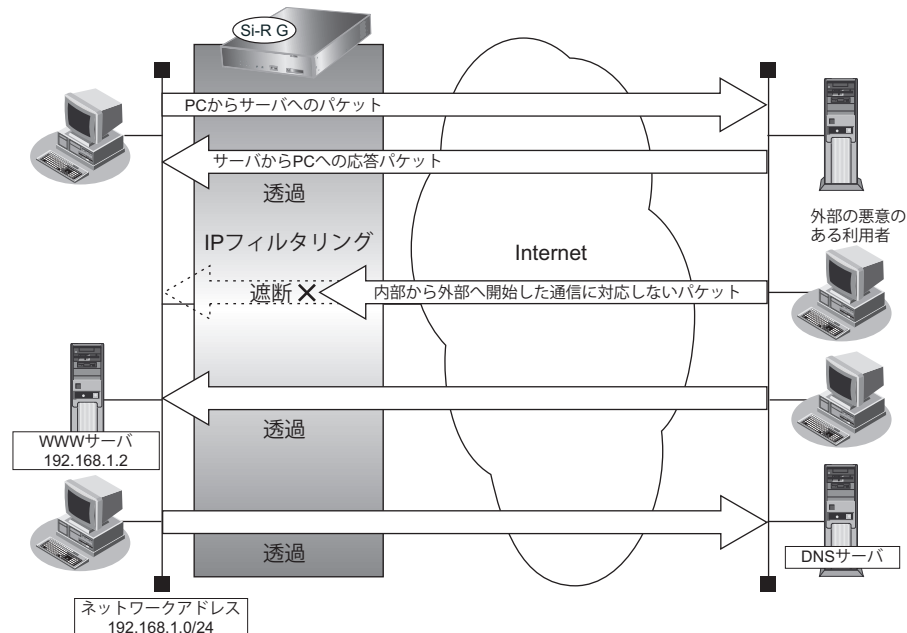 Si-R G
PCからサーバへのパケット
サーバからPCへの応答パケット
透過
外部の悪意の
ある利用者
IPフィルタリング
Internet
遮断
内部から外部へ開始した通信に対応しないパケット
WWWサーバ
192.168.1.2
透過
透過
DNSサーバ
ネットワークアドレス
192.168.1.0/24